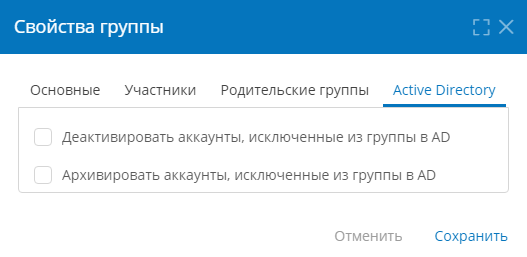 Свойства группы
Основные Участники Родительские группы Active Directory
Деактивировать аккаунты, исключенные из группы в AD
Архивировать аккаунты, исключенные из группы в AD
Отменить Сохранить